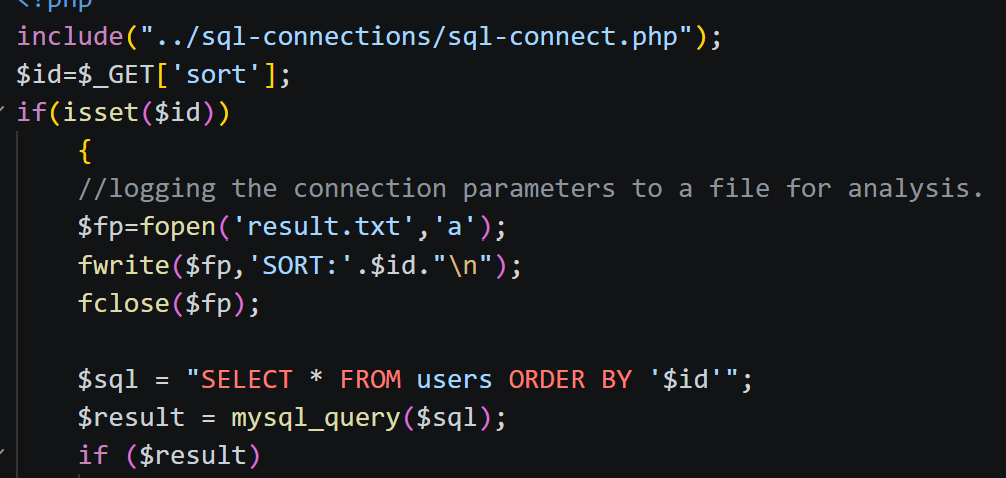 <?php
include("../sql-connections/sql-connect.php");
$id=$_GET['sort'];
if(isset($id))
{
//logging the connection parameters to a file for analysis.
$fp=fopen('result.txt','a');
fwrite($fp,'SORT:'.$id."\n");
fclose($fp);
$sql = "SELECT * FROM users ORDER BY '$id'";
$result = mysql_query($sql);
if ($result)